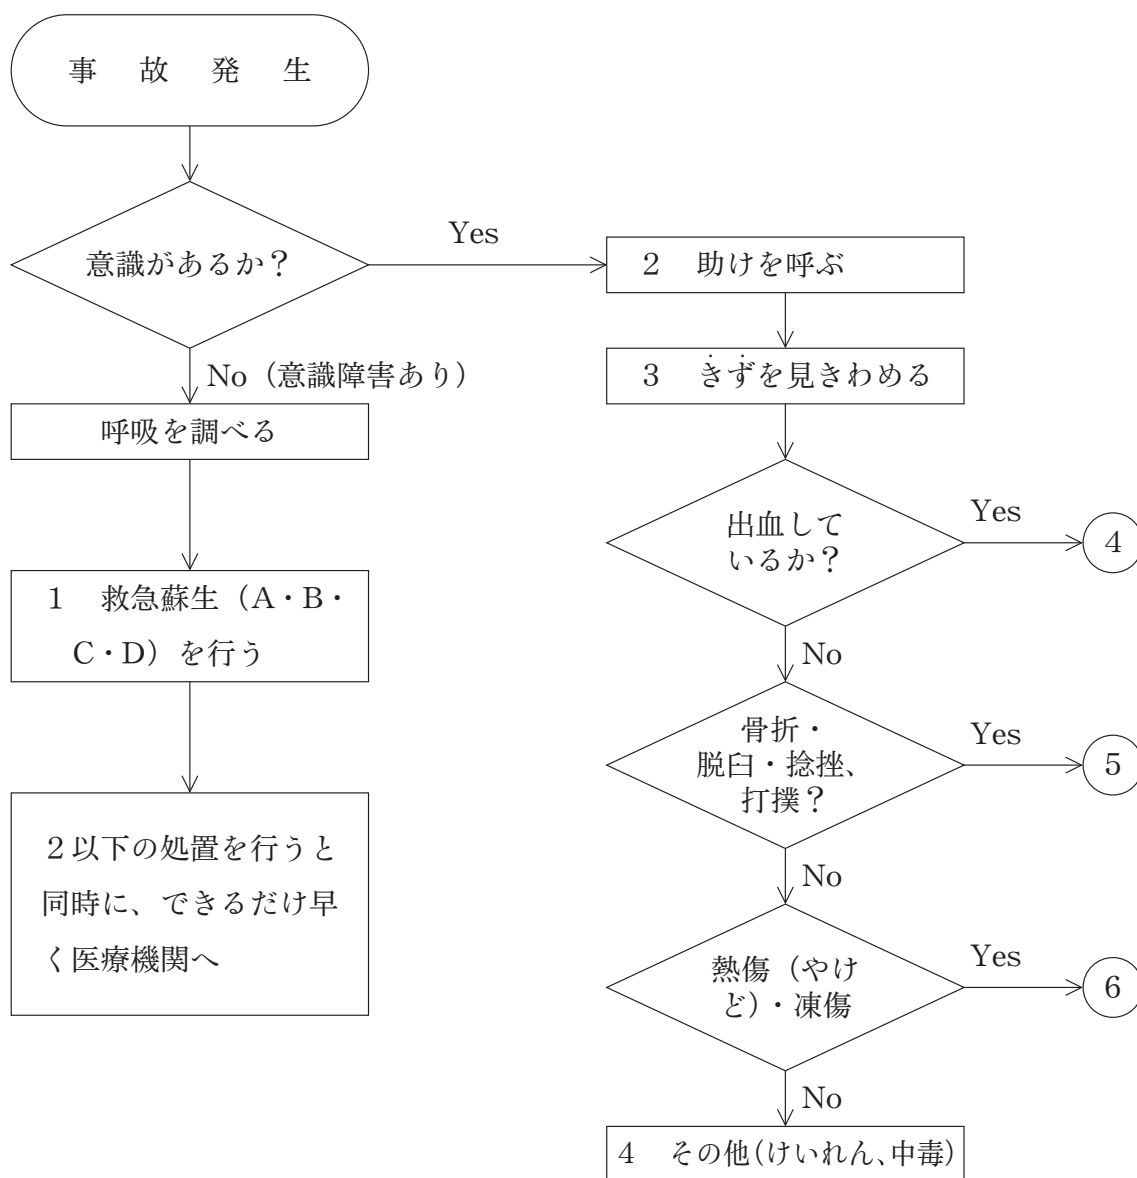 事故発生
意識があるか？
Yes
No（意識障害あり）
呼吸を調べる
1　救急蘇生（A・B・
C・D）を行う
2以下の処置を行うと
同時に、できるだけ早
く医療機関へ
2　助けを呼ぶ
3　きずを見きわめる
出血して
いるか？
Yes
4
No
骨折・
脱臼・捻挫、
打撲？
Yes
5
No
熱傷（やけ
ど）・凍傷
Yes
6
No
4　その他（けいれん、中毒）